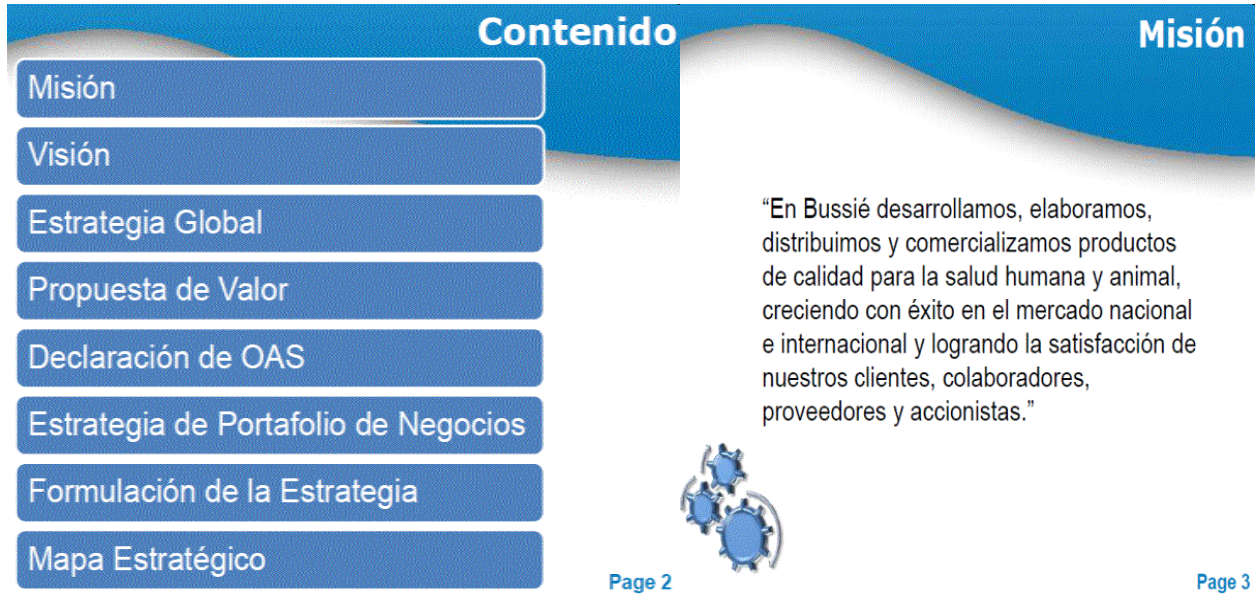 Contenido
Misión
Visión
Estrategia Global
Propuesta de Valor
Declaración de OAS
Estrategia de Portafolio de Negocios
Formulación de la Estrategia
Mapa Estratégico
Page 2
Misión
“En Bussié desarrollamos, elaboramos,
distribuimos y comercializamos productos
de calidad para la salud humana y animal,
creciendo con éxito en el mercado nacional
e internacional y logrando la satisfacción de
nuestros clientes, colaboradores,
proveedores y accionistas.”
Page 3